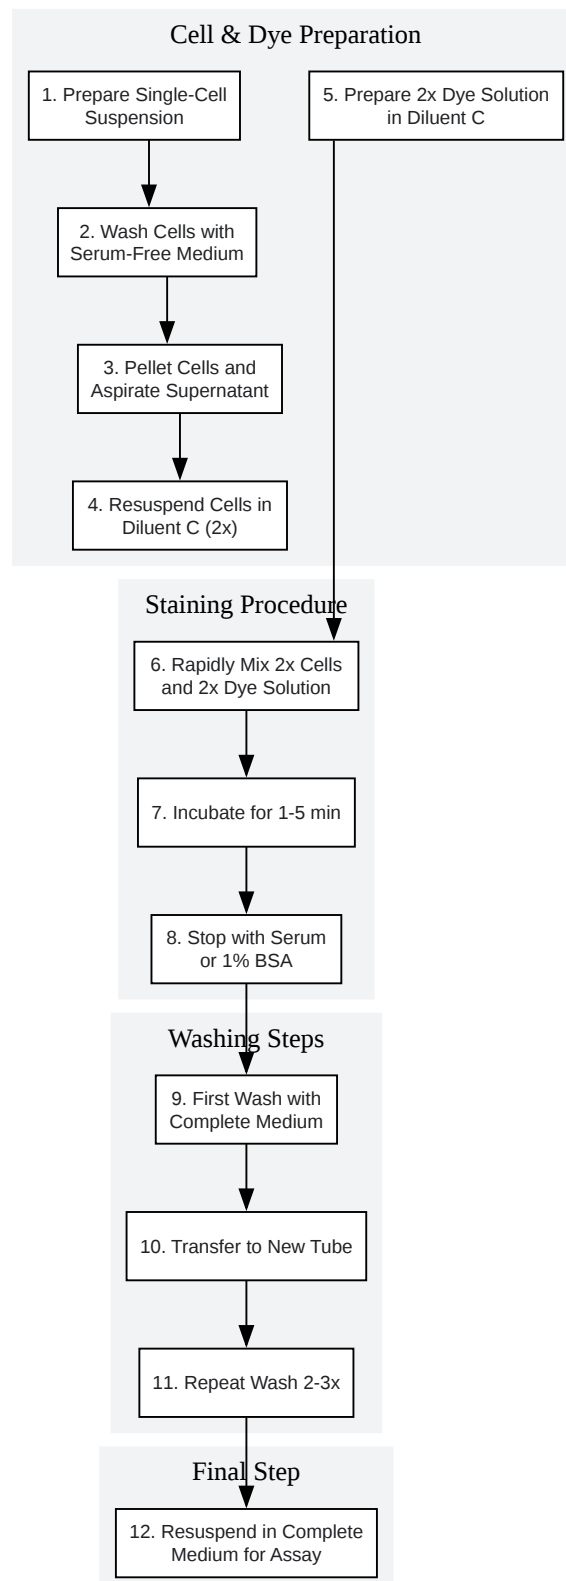 Cell & Dye Preparation
1. Prepare Single-Cell
Suspension
5. Prepare 2x Dye Solution
in Diluent C
2. Wash Cells with
Serum-Free Medium
3. Pellet Cells and
Aspirate Supernatant
4. Resuspend Cells in
Diluent C (2x)
Staining Procedure
6. Rapidly Mix 2x Cells
and 2x Dye Solution
7. Incubate for 1-5 min
8. Stop with Serum
or 1% BSA
Washing Steps
9. First Wash with
Complete Medium
10. Transfer to New Tube
11. Repeat Wash 2-3x
Final Step
12. Resuspend in Complete
Medium for Assay